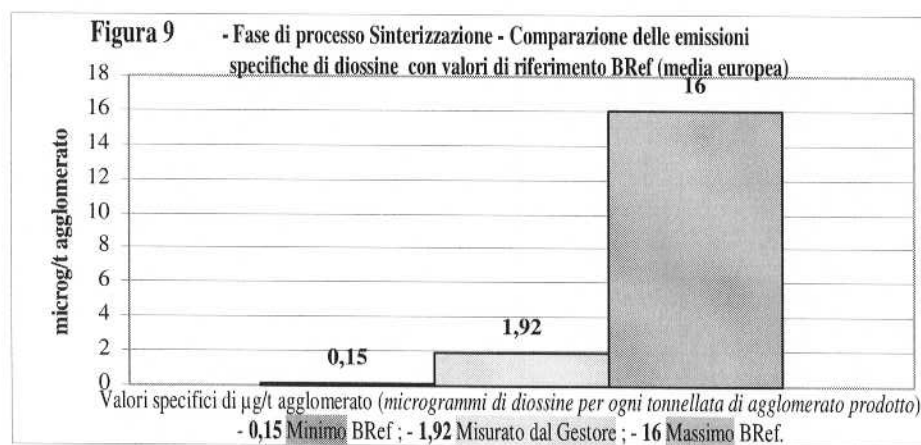 Figura 9 - Fase di processo Sinterizzazione - Comparazione delle emissioni
specifiche di diossine con valori di riferimento BRef (media europea)
microg/t agglomerato
18
16
14
12
10
8
6
4
2
0
0,15
1,92
16
Valori specifici di µg/t agglomerato (microgrammi di diossine per ogni tonnellata di agglomerato prodotto)
- 0,15 Minimo BRef ; - 1,92 Misurato dal Gestore ; - 16 Massimo BRef.